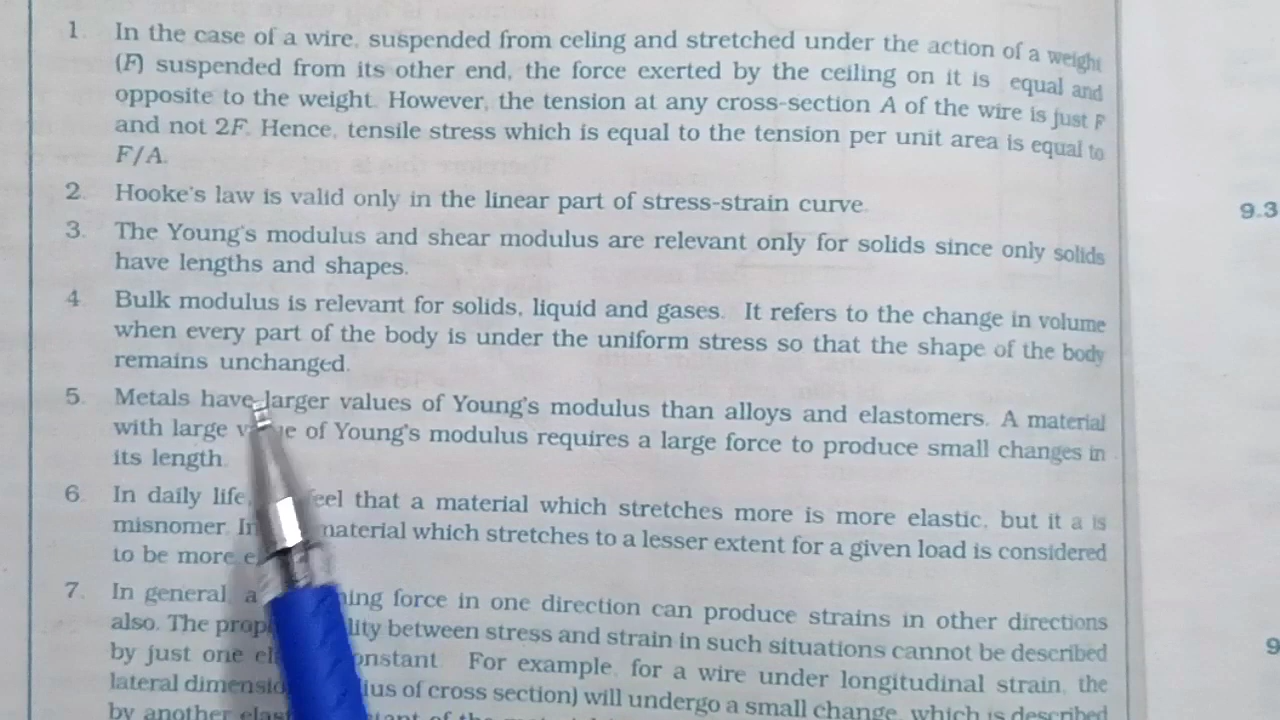 1. In the case of a wire, suspended from celing and stretched under the action of a weight
(F) suspended from its other end, the force exerted by the ceiling on it is equal and
opposite to the weight. However, the tension at any cross-section A of the wire is just F
and not 2F. Hence, tensile stress which is equal to the tension per unit area is equal to
F/A.
2. Hooke's law is valid only in the linear part of stress-strain curve.
3. The Young's modulus and shear modulus are relevant only for solids since only solids
have lengths and shapes.
4. Bulk modulus is relevant for solids, liquid and gases. It refers to the change in volume
when every part of the body is under the uniform stress so that the shape of the body
remains unchanged.
5. Metals have larger values of Young's modulus than alloys and elastomers. A material
with large of Young's modulus requires a large force to produce small changes in
its length.
6. In daily life, feel that a material which stretches more is more elastic, but it a is
misnomer. In material which stretches to a lesser extent for a given load is considered
to be more
7. In general, a force in one direction can produce strains in other directions
also. The between stress and strain in such situations cannot be described
by just one constant. For example, for a wire under longitudinal strain, the
lateral of cross section) will undergo a small change, which is described
by another of the
9.3
9